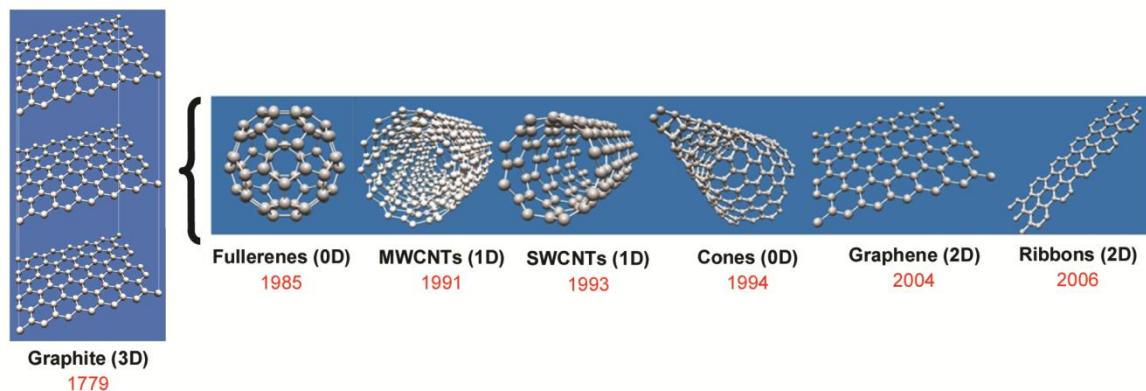 Graphite (3D)
1779
Fullerenes (0D)
1985
MWCNTs (1D)
1991
SWCNTs (1D)
1993
Cones (0D)
1994
Graphene (2D)
2004
Ribbons (2D)
2006